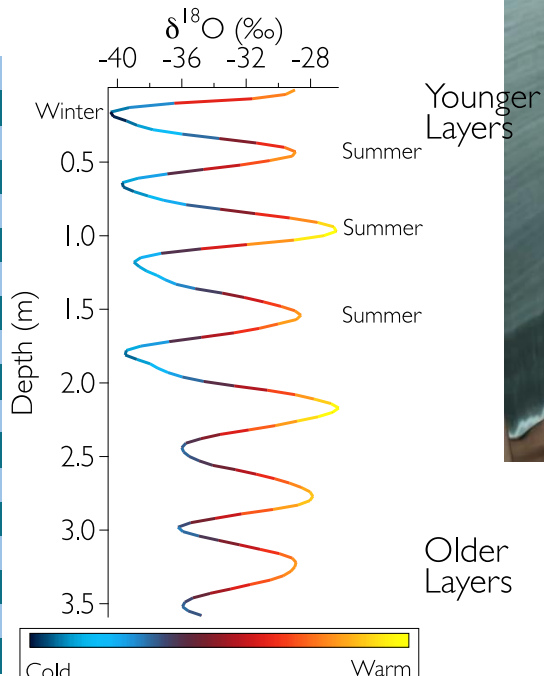 δ18O (‰)
-40 -36 -32 -28
Winter
Younger
Layers
Summer
0.5
Summer
1.0
Summer
1.5
Depth (m)
2.0
2.5
3.0
Older
Layers
3.5
Cold Warm